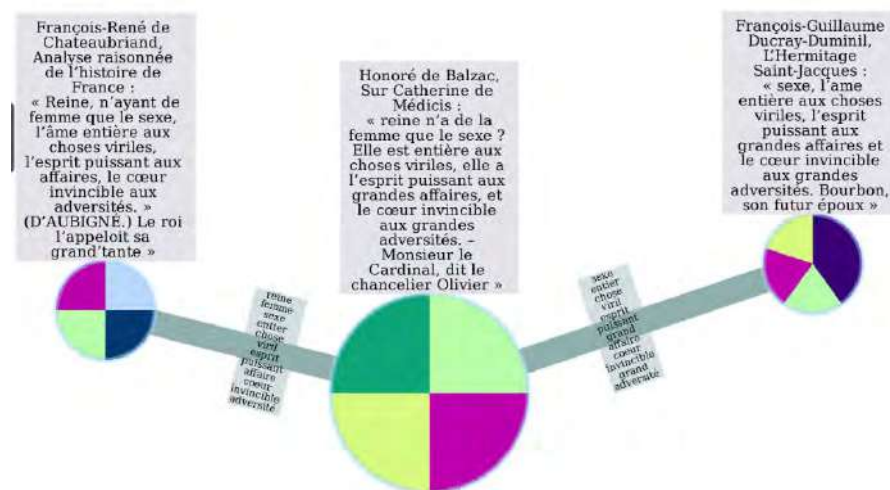 François-René de
Chateaubriand,
Analyse raisonnée
de l'histoire de
France :
« Reine, n'ayant de
femme que le sexe,
l'âme entière aux
choses viriles,
l'esprit puissant aux
affaires, le cœur
invincible aux
adversités. »
(D'AUBIGNÉ.) Le roi
l'appeloit sa
grand'tante »
Honoré de Balzac,
Sur Catherine de
Médicis :
« reine n'a de la
femme que le sexe ?
Elle est entière aux
choses viriles, elle a
l'esprit puissant aux
grandes affaires, et
le cœur invincible
aux grandes
adversités. –
Monsieur le
Cardinal, dit le
chancelier Olivier »
François-Guillaume
Ducray-Duminil,
L'Hermitage
Saint-Jacques :
« sexe, l'ame
entière aux choses
viriles, l'esprit
puissant aux
grandes affaires et
le cœur invincible
aux grandes
adversités. Bourbon,
son futur époux »
reine
femme
sexe
entier
chose
viril
esprit
puissant
affaire
cœur
invincible
adversité
sexe
entier
chose
viril
esprit
puissant
grand
affaire
cœur
invincible
grand
adversité